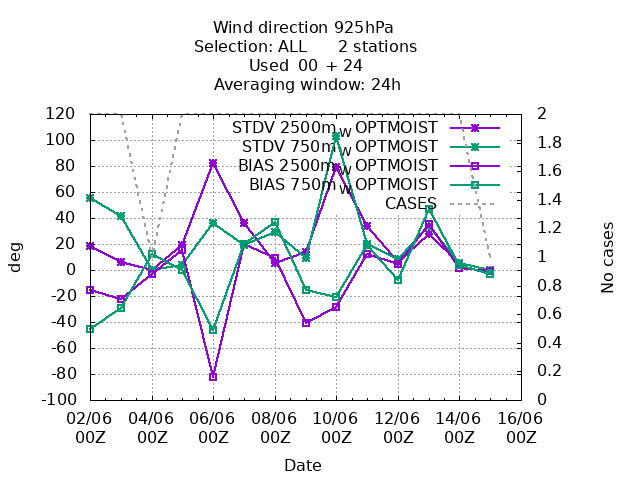 Wind direction 925hPa
Selection: ALL 2 stations
Used 00 + 24
Averaging window: 24h
120
100
80
60
40
20
0
-20
-40
-60
-80
-100
deg
STDV 2500m_W OPTMOIST
STDV 750m_W OPTMOIST
BIAS 2500m_W OPTMOIST
BIAS 750m_W OPTMOIST
CASES
2
1.8
1.6
1.4
1.2
1
0.8
0.6
0.4
0.2
0
No cases
02/06 04/06 06/06 08/06 10/06 12/06 14/06 16/06
00Z 00Z 00Z 00Z 00Z 00Z 00Z 00Z
Date